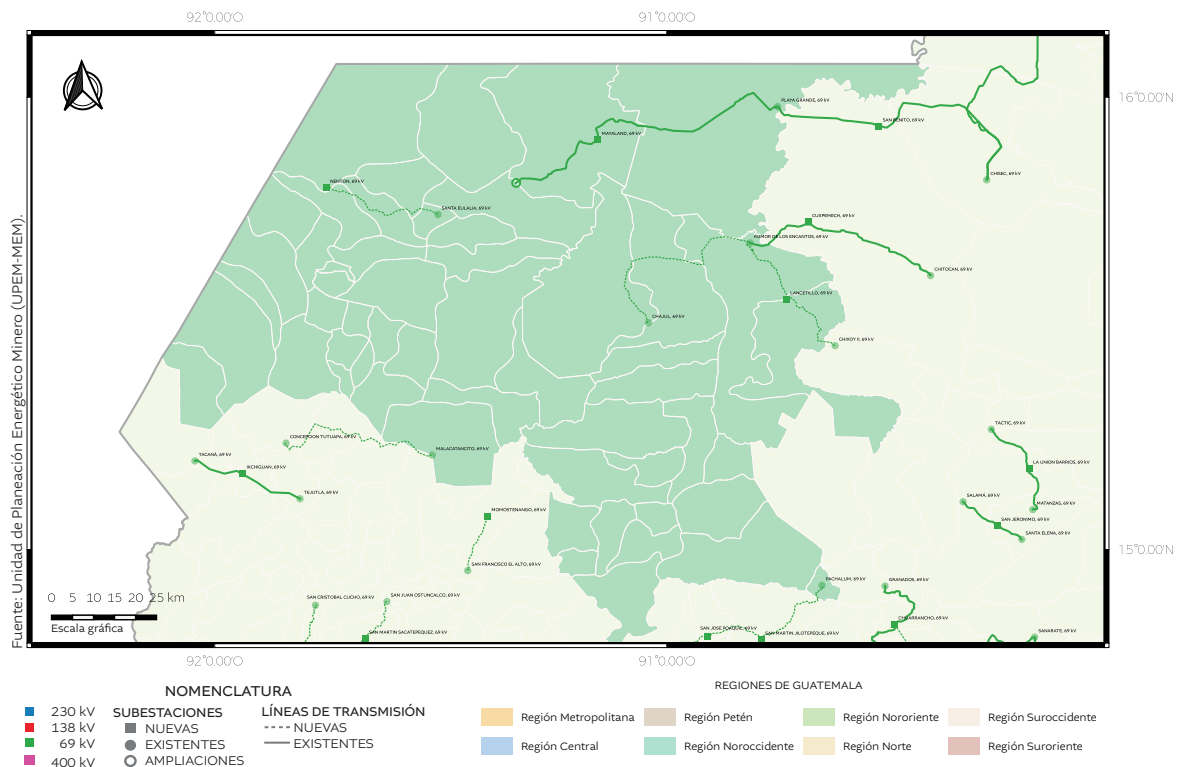 92°0.00'O
91°0.00'O
16°0.00'N
PLAYA GRANDE, 69 kV
SAN BENITO, 69 kV
MAYALAND, 69 kV
CHISEC, 69 kV
NENTON, 69 kV
SANTA EULALIA, 69 kV
CUXPEMECH, 69 kV
RUMOR DE LOS ENCANTOS, 69 kV
CHITOCAN, 69 kV
LANCETILLO, 69 kV
CHAJUL, 69 kV
CHIXOY II, 69 kV
TACTIC, 69 kV
CONCEPCION TUTUAPA, 69 kV
MALACATANCITO, 69 kV
TACANÁ, 69 kV
IXCHIGUAN, 69 kV
LA UNION BARRIOS, 69 kV
TEJUTLA, 69 kV
SALAMÁ, 69 kV
MATANZAS, 69 kV
MOMOSTENANGO, 69 kV
SAN JERONIMO, 69 kV
SANTA ELENA, 69 kV
15°0.00'N
SAN FRANCISCO EL ALTO, 69 kV
PACHALUM, 69 kV
GRANADOS, 69 kV
SAN CRISTOBAL CUCHO, 69 kV
SAN JUAN OSTUNCALCO, 69 kV
CHUARRANCHO, 69 kV
SAN MARTIN SACATEPEQUEZ, 69 kV
SAN JOSE POAQUIL, 69 kV
SAN MARTIN JILOTEPEQUE, 69 kV
SANARATE, 69 kV
0 5 10 15 20 25 km
Escala gráfica
Fuente: Unidad de Planeación Energético Minero (UPEM-MEM).
92°0.00'O
91°0.00'O
NOMENCLATURA
230 kV
138 kV
69 kV
400 kV
SUBESTACIONES
NUEVAS
EXISTENTES
AMPLIACIONES
LÍNEAS DE TRANSMISIÓN
NUEVAS
EXISTENTES
REGIONES DE GUATEMALA
Región Metropolitana
Región Petén
Región Nororiente
Región Suroccidente
Región Central
Región Noroccidente
Región Norte
Región Suroriente